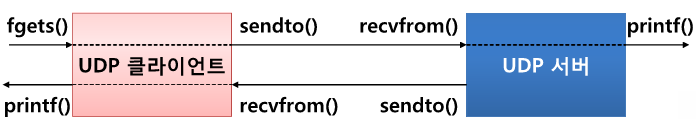 fgets() sendto() recvfrom() printf()
UDP 클라이언트 UDP 서버
printf() recvfrom() sendto()